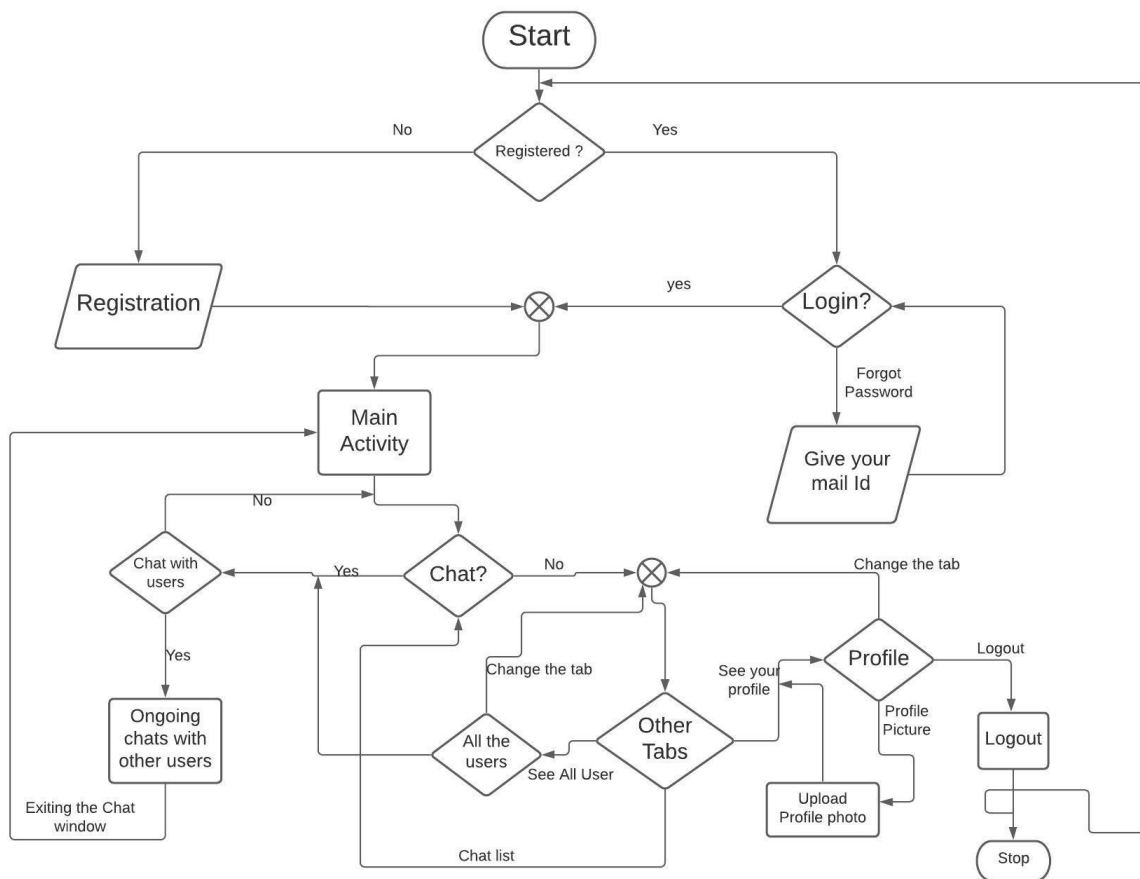 Start
No
Yes
Registered ?
Registration
yes
Login?
Forgot
Password
Main
Activity
Give your
mail Id
No
Chat with
users
Yes
Chat?
No
Change the tab
Yes
Change the tab
See your
profile
Profile
Logout
Ongoing
chats with
other users
All the
users
Other
Tabs
Profile
Picture
Logout
See All User
Exiting the Chat
window
Upload
Profile photo
Chat list
Stop